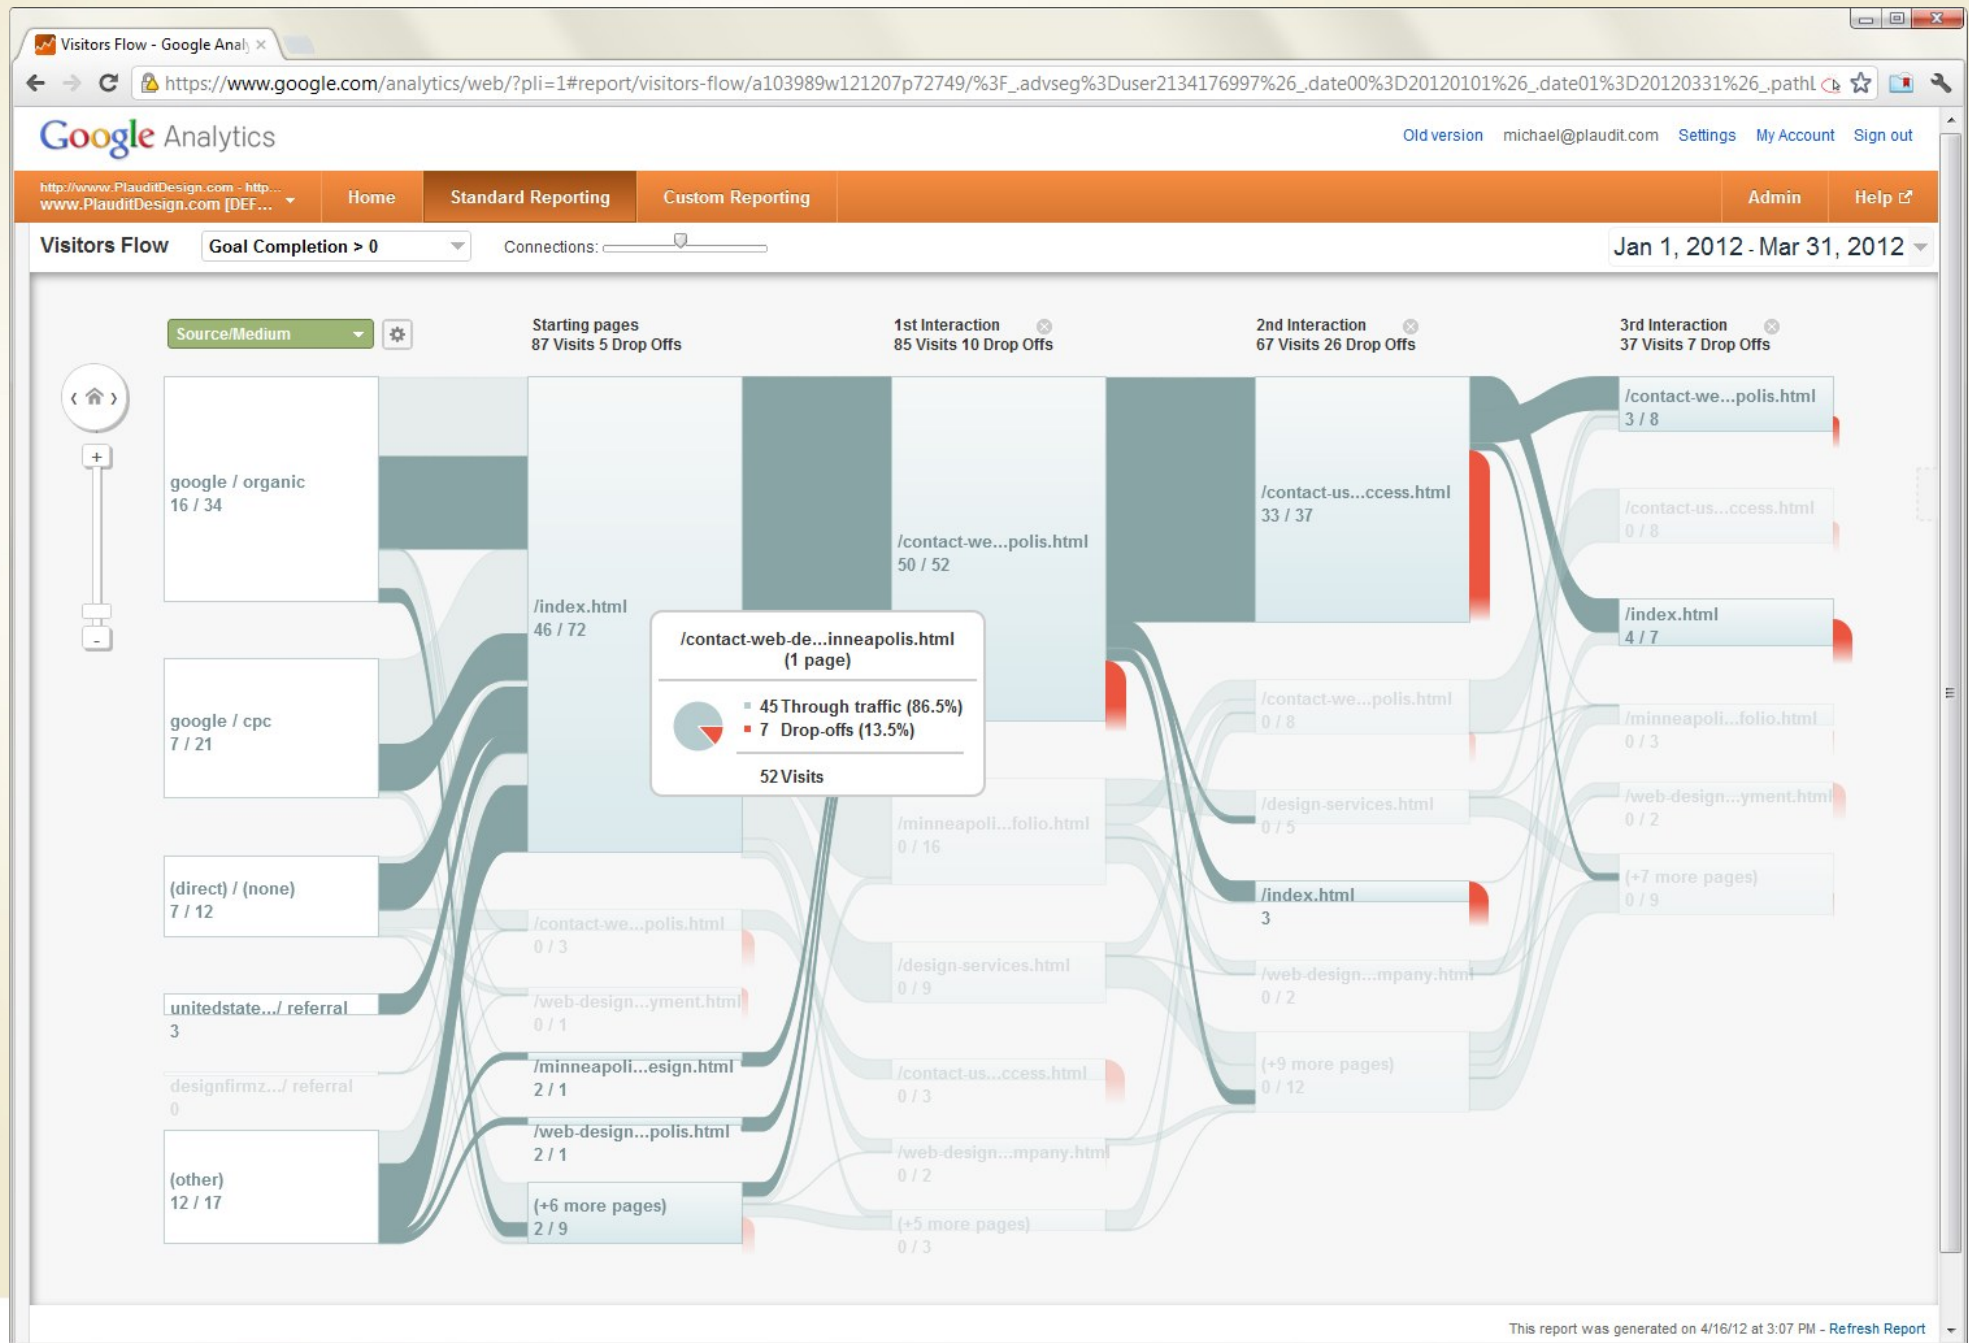 Visitors Flow - Google Analy
https://www.google.com/analytics/web/?pli=1#report/visitors-flow/a103989w121207p72749/%3F_.advseg%3Duser2134176997%26_.date00%3D20120101%26_.date01%3D20120331%26_.pathL
Google Analytics
Old version michael@plaudit.com Settings My Account Sign out
http://www.PlauditDesign.com - http...
www.PlauditDesign.com [DEF...
Home Standard Reporting Custom Reporting Admin Help
Visitors Flow Goal Completion > 0 Connections: Jan 1, 2012 - Mar 31, 2012
Source/Medium
Starting pages
87 Visits 5 Drop Offs
1st Interaction
85 Visits 10 Drop Offs
2nd Interaction
67 Visits 26 Drop Offs
3rd Interaction
37 Visits 7 Drop Offs
google / organic
16 / 34
google / cpc
7 / 21
(direct) / (none)
7 / 12
unitedstate.../ referral
3
designfirmz.../ referral
0
(other)
12 / 17
/index.html
46 / 72
/contact-we...polis.html
0 / 3
/web-design...yment.html
0 / 1
/minneapoli...esign.html
2 / 1
/web-design...polis.html
2 / 1
(+6 more pages)
2 / 9
/contact-web-de...inneapolis.html
(1 page)
45 Through traffic (86.5%)
7 Drop-offs (13.5%)
52 Visits
/contact-we...polis.html
50 / 52
/minneapoli...folio.html
0 / 16
/design-services.html
0 / 9
/contact-us...ccess.html
0 / 3
/web-design...mpany.html
0 / 2
(+5 more pages)
0 / 3
/contact-us...ccess.html
33 / 37
/contact-we...polis.html
0 / 8
/design-services.html
0 / 5
/index.html
3
/web-design...mpany.html
0 / 2
(+9 more pages)
0 / 12
/contact-we...polis.html
3 / 8
/contact-us...ccess.html
0 / 8
/index.html
4 / 7
/minneapoli...folio.html
0 / 3
/web-design...yment.html
0 / 2
(+7 more pages)
0 / 9
This report was generated on 4/16/12 at 3:07 PM - Refresh Report